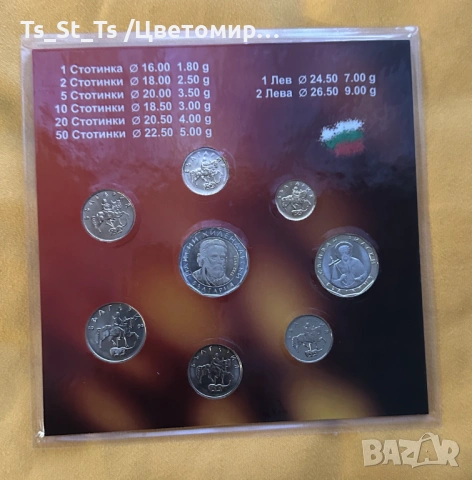 Ts_St_Ts /Цветомир...
1 Стотинка ⌀ 16.00 1.80 g
2 Стотинки ⌀ 18.00 2.50 g
5 Стотинки ⌀ 20.00 3.50 g
10 Стотинки ⌀ 18.50 3.00 g
20 Стотинки ⌀ 20.50 4.00 g
50 Стотинки ⌀ 22.50 5.00 g
1 Лев ⌀ 24.50 7.00 g
2 Лева ⌀ 26.50 9.00 g
БЪЛГАРИЯ
BAZAR